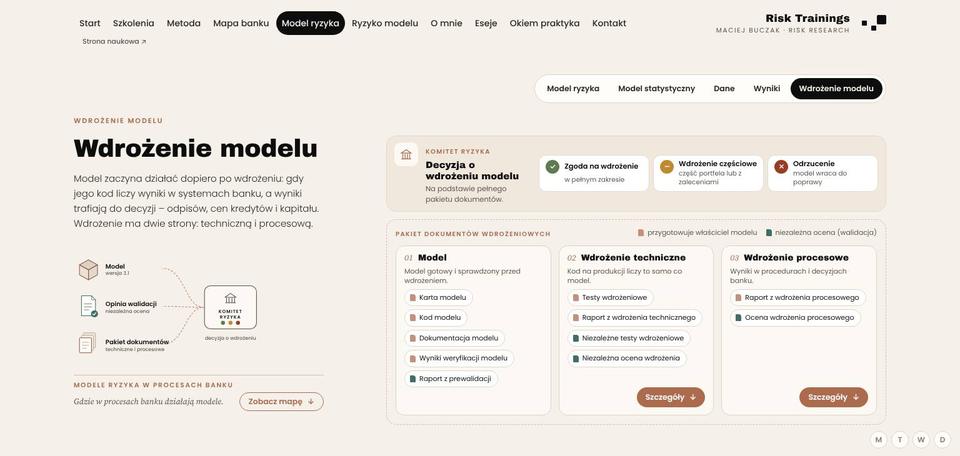 Start Szkolenia Metoda Mapa banku Model ryzyka Ryzyko modelu O mnie Eseje Okiem praktyka Kontakt
Strona naukowa ↗
Risk Trainings
MACIEJ BUCZAK · RISK RESEARCH
Model ryzyka Model statystyczny Dane Wyniki Wdrożenie modelu
WDROŻENIE MODELU
Wdrożenie modelu
Model zaczyna działać dopiero po wdrożeniu: gdy
jego kod liczy wyniki w systemach banku, a wyniki
trafiają do decyzji – odpisów, cen kredytów i kapitału.
Wdrożenie ma dwie strony: techniczną i procesową.
Model
wersja 2.1
Opinia walidacji
niezależna ocena
Pakiet dokumentów
techniczne i procesowe
KOMITET
RYZYKA
decyzja o wdrożeniu
MODELE RYZYKA W PROCESACH BANKU
Gdzie w procesach banku działają modele.
Zobacz mapę ↓
KOMITET RYZYKA
Decyzja o
wdrożeniu modelu
Na podstawie pełnego
pakietu dokumentów.
Zgoda na wdrożenie
w pełnym zakresie
Wdrożenie częściowe
część portfela lub z
zaleceniami
Odrzucenie
model wraca do
poprawy
PAKIET DOKUMENTÓW WDROŻENIOWYCH
przygotowuje właściciel modelu
niezależna ocena (walidacja)
01 Model
Model gotowy i sprawdzony przed
wdrożeniem.
Karta modelu
Kod modelu
Dokumentacja modelu
Wyniki weryfikacji modelu
Raport z prewalidacji
02 Wdrożenie techniczne
Kod na produkcji liczy to samo co
model.
Testy wdrożeniowe
Raport z wdrożenia technicznego
Niezależne testy wdrożeniowe
Niezależna ocena wdrożenia
Szczegóły ↓
03 Wdrożenie procesowe
Wyniki w procedurach i decyzjach
banku.
Raport z wdrożenia procesowego
Ocena wdrożenia procesowego
Szczegóły ↓
M T W D